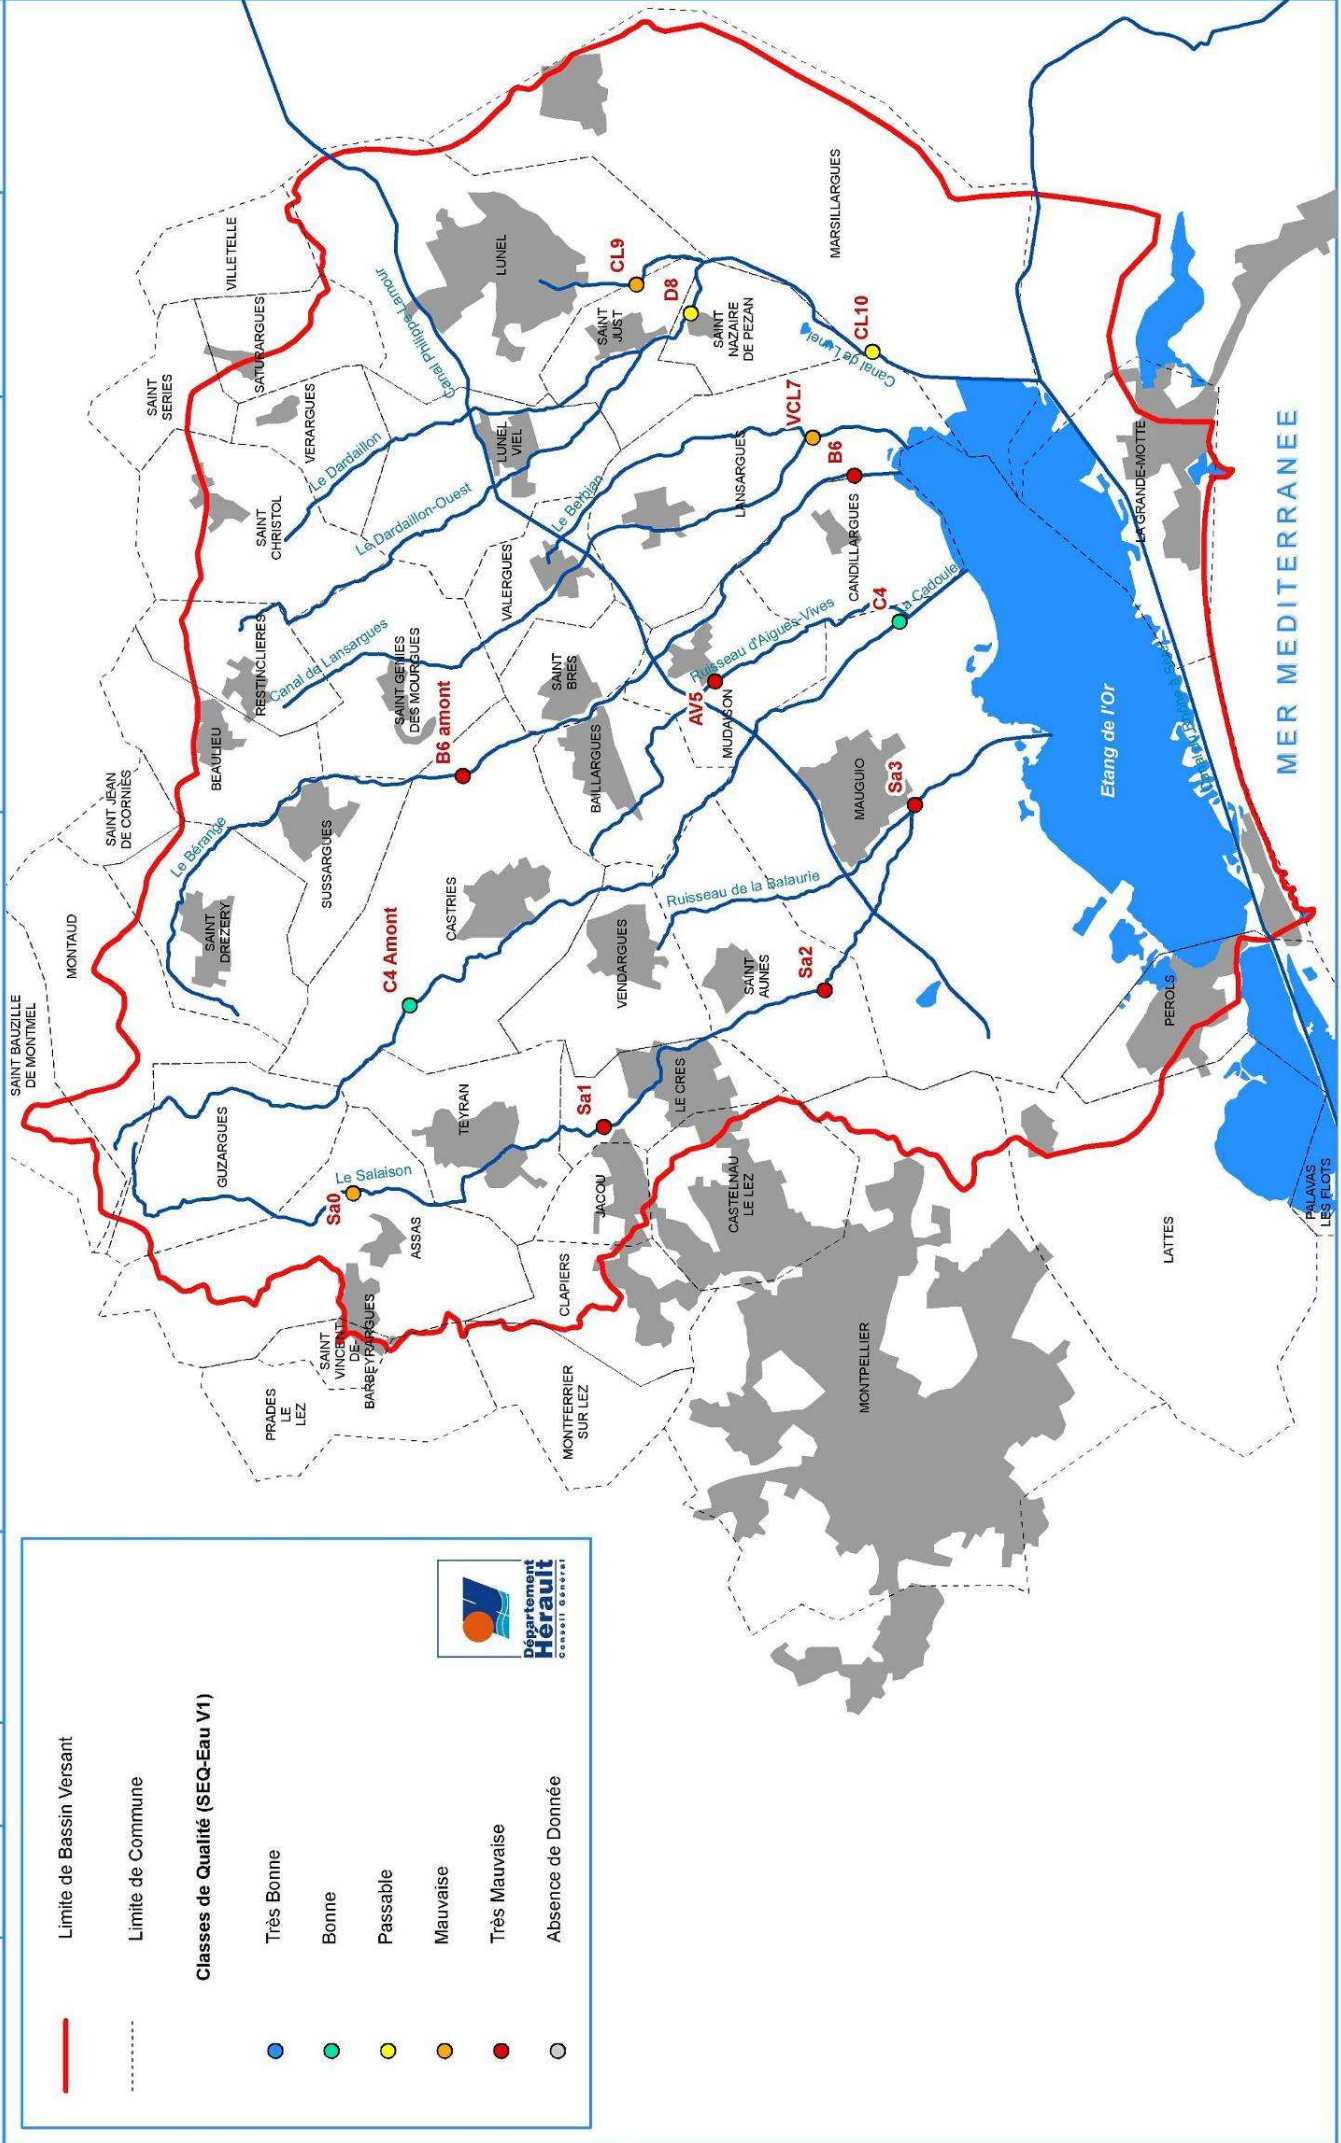 Limite de Bassin Versant
Limite de Commune
Classes de Qualité (SEQ-Eau V1)
Très Bonne
Bonne
Passable
Mauvaise
Très Mauvaise
Absence de Donnée
Département
Hérault
Conseil Général
SAINT BAUZILLE
DE MONTMEL
MONTAUD
SAINT JEAN
DE CORNIES
SAINT
SERIES
VILLETELLE
SATURARGUES
VERARGUES
SAINT
CHRISTOL
RESTINCLIERES
BEAULIEU
SUSSARGUES
SAINT
DREZERY
GUZARGUES
PRADES
LE
LEZ
SAINT
VINCENT
DE
BARBEYRARGUES
ASSAS
TEYRAN
CASTRIES
SAINT GENIES
DES MOURGUES
VALERGUES
LUNEL
VIEL
LUNEL
SAINT
JUST
SAINT
NAZAIRE
DE PEZAN
MARSILLARGUES
LANSARGUES
CANDILLARGUES
SAINT
BRES
BAILLARGUES
MUDAISON
MAUGUIO
VENDARGUES
SAINT
AUNES
LE CRES
JACOU
CLAPIERS
MONTFERRIER
SUR LEZ
CASTELNAU
LE LEZ
MONTPELLIER
LATTES
PEROLS
PALAVAS
LES FLOTS
LA GRANDE-MOTTE
Le Salaison
Le Bérange
Canal de Lansargues
Le Dardaillon-Ouest
Le Dardaillon
Canal Philippe Lamour
Le Berbian
Canal de Lunel
Ruisseau d'Aigues-Vives
La Cadoule
Ruisseau de la Balaurie
Etang de l'Or
MER MEDITERRANEE
Sa0
Sa1
Sa2
Sa3
C4 Amont
C4
B6 amont
B6
AV5
VCL7
D8
CL9
CL10